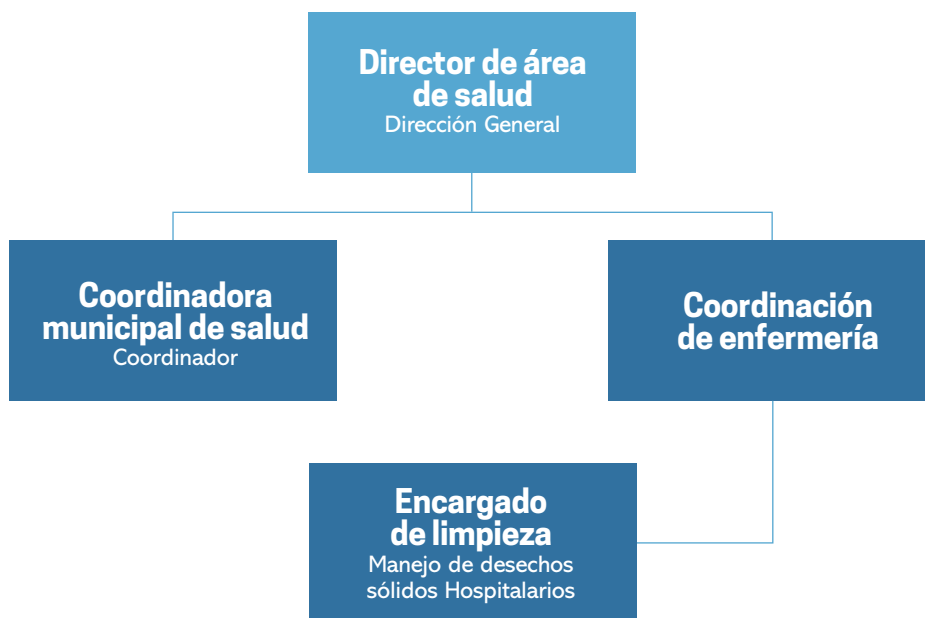 Director de área
de salud
Dirección General
Coordinadora
municipal de salud
Coordinador
Coordinación
de enfermería
Encargado
de limpieza
Manejo de desechos
sólidos Hospitalarios